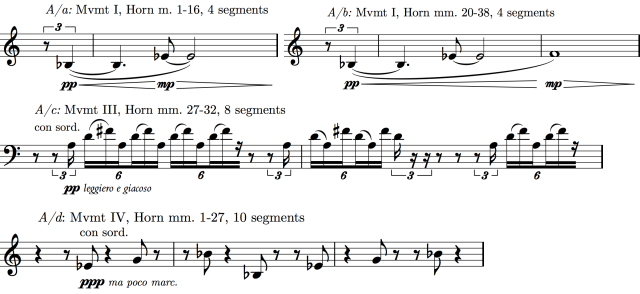 A/a: Mvmt I, Horn m. 1-16, 4 segments
A/b: Mvmt I, Horn mm. 20-38, 4 segments
3
3
pp mp
pp mp
A/c: Mvmt III, Horn mm. 27-32, 8 segments
con sord.
3 6 6 3 6 3 3 6
pp leggiero e giacoso
A/d: Mvmt IV, Horn mm. 1-27, 10 segments
con sord.
ppp ma poco marc.